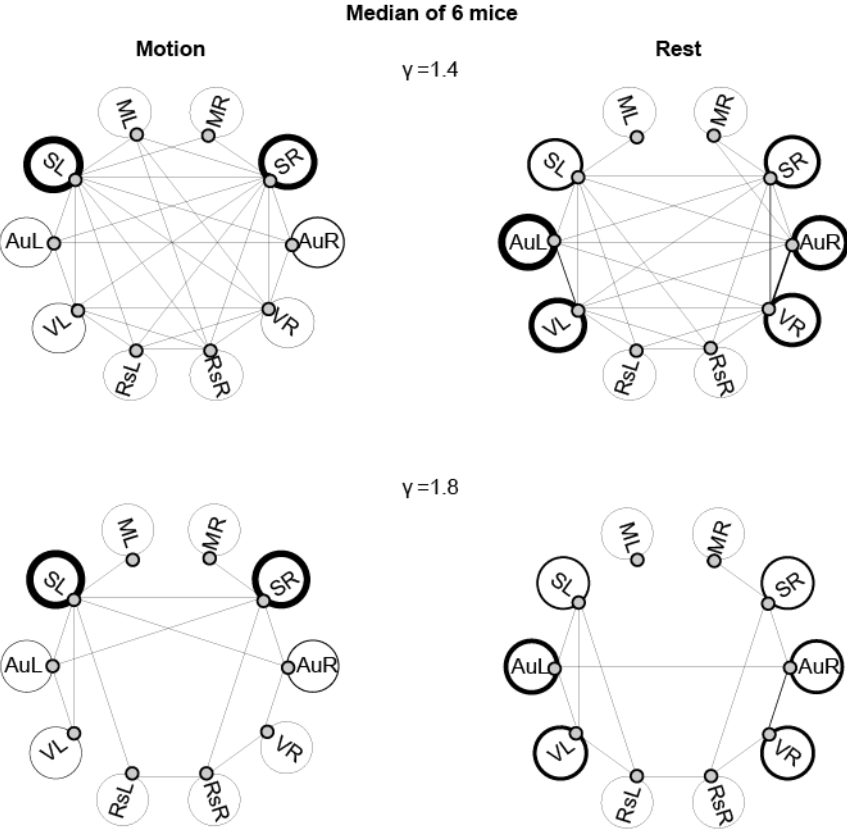 Median of 6 mice
Motion
Rest
γ =1.4
ML
MR
SL
SR
AuL
AuR
VL
VR
RsL
RsR
ML
MR
SL
SR
AuL
AuR
VL
VR
RsL
RsR
γ =1.8
ML
MR
SL
SR
AuL
AuR
VL
VR
RsL
RsR
ML
MR
SL
SR
AuL
AuR
VL
VR
RsL
RsR